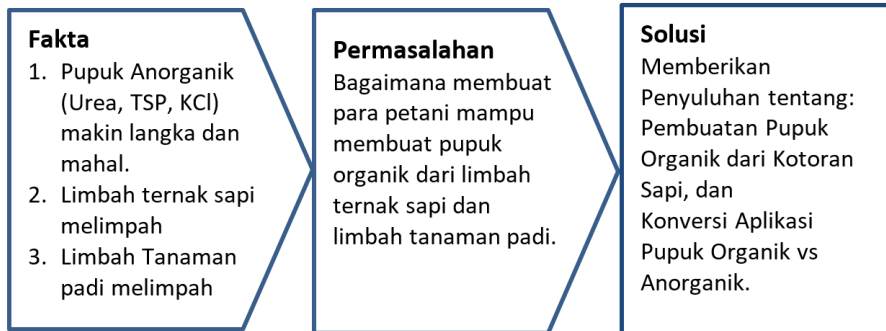 Fakta
1. Pupuk Anorganik
(Urea, TSP, KCl)
makin langka dan
mahal.
2. Limbah ternak sapi
melimpah
3. Limbah Tanaman
padi melimpah
Permasalahan
Bagaimana membuat
para petani mampu
membuat pupuk
organik dari limbah
ternak sapi dan
limbah tanaman padi.
Solusi
Memberikan
Penyuluhan tentang:
Pembuatan Pupuk
Organik dari Kotoran
Sapi, dan
Konversi Aplikasi
Pupuk Organik vs
Anorganik.